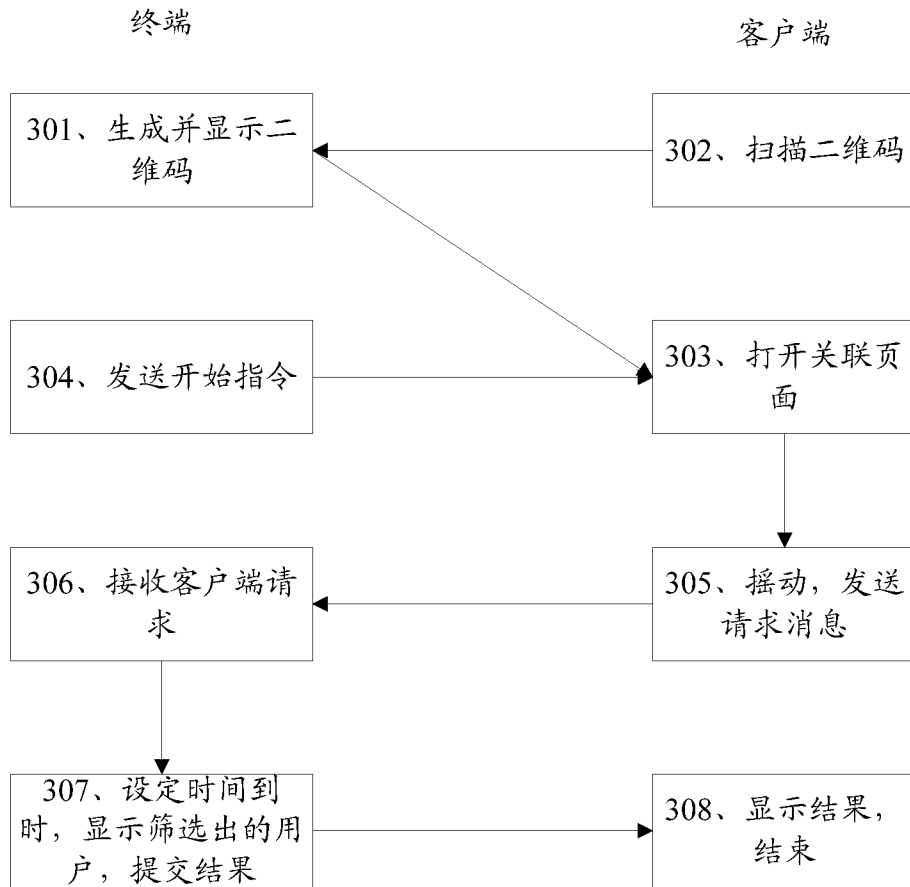 终端
客户端
301、生成并显示二
维码
302、扫描二维码
304、发送开始指令
303、打开关联页
面
306、接收客户端请
求
305、摇动，发送
请求消息
307、设定时间到
时，显示筛选出的用
户，提交结果
308、显示结果，
结束